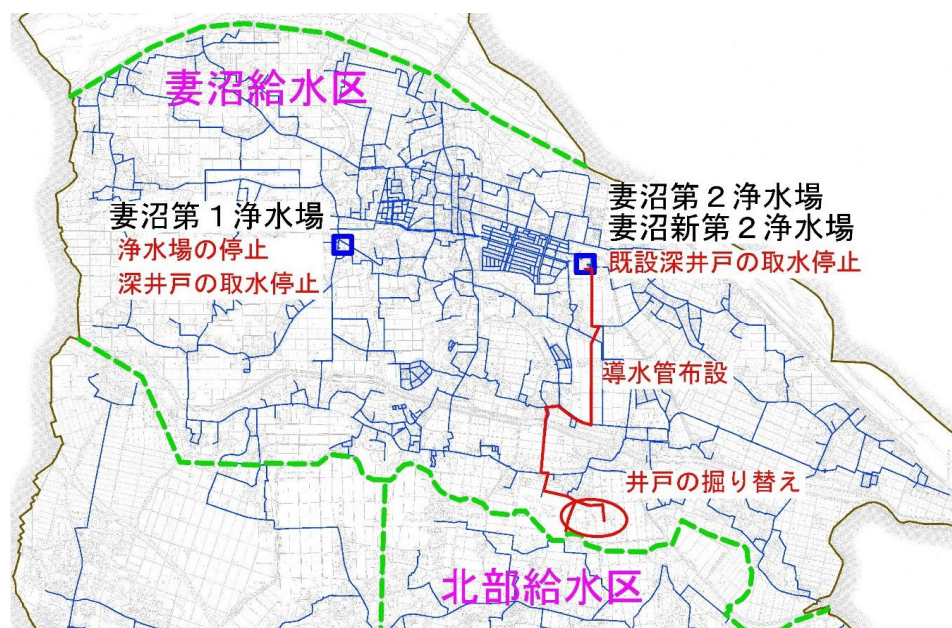 妻沼給水区
妻沼第１浄水場
浄水場の停止
深井戸の取水停止
妻沼第２浄水場
妻沼新第２浄水場
既設深井戸の取水停止
導水管布設
井戸の掘り替え
北部給水区